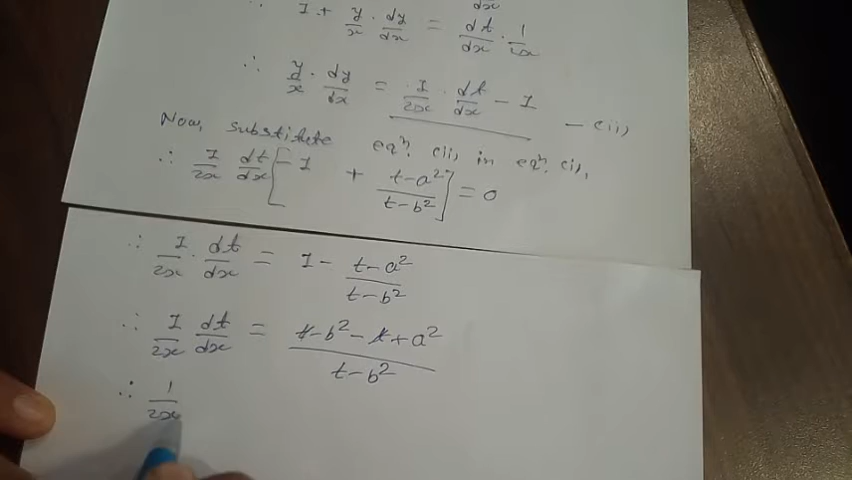 ∴ 1 + y/x · dy/dx = dt/dx · 1/2x
∴ y/x · dy/dx = 1/2x · dt/dx - 1 - (ii)
Now, substitute eqⁿ. (ii) in eqⁿ. (i),
∴ 1/2x dt/dx [- 1 + t-a²/t-b²] = 0
∴ 1/2x · dt/dx = 1 - t-a²/t-b²
∴ 1/2x dt/dx = t-b²-t+a²/t-b²
∴ 1/2x